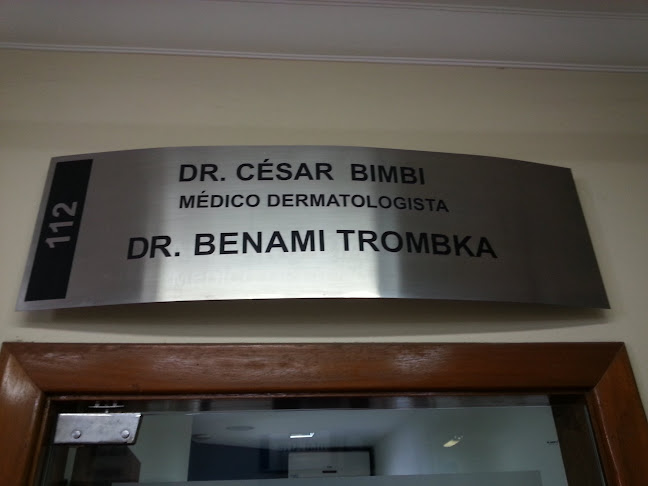 112
DR. CÉSAR BIMBI
MÉDICO DERMATOLOGISTA
DR. BENAMI TROMBKA